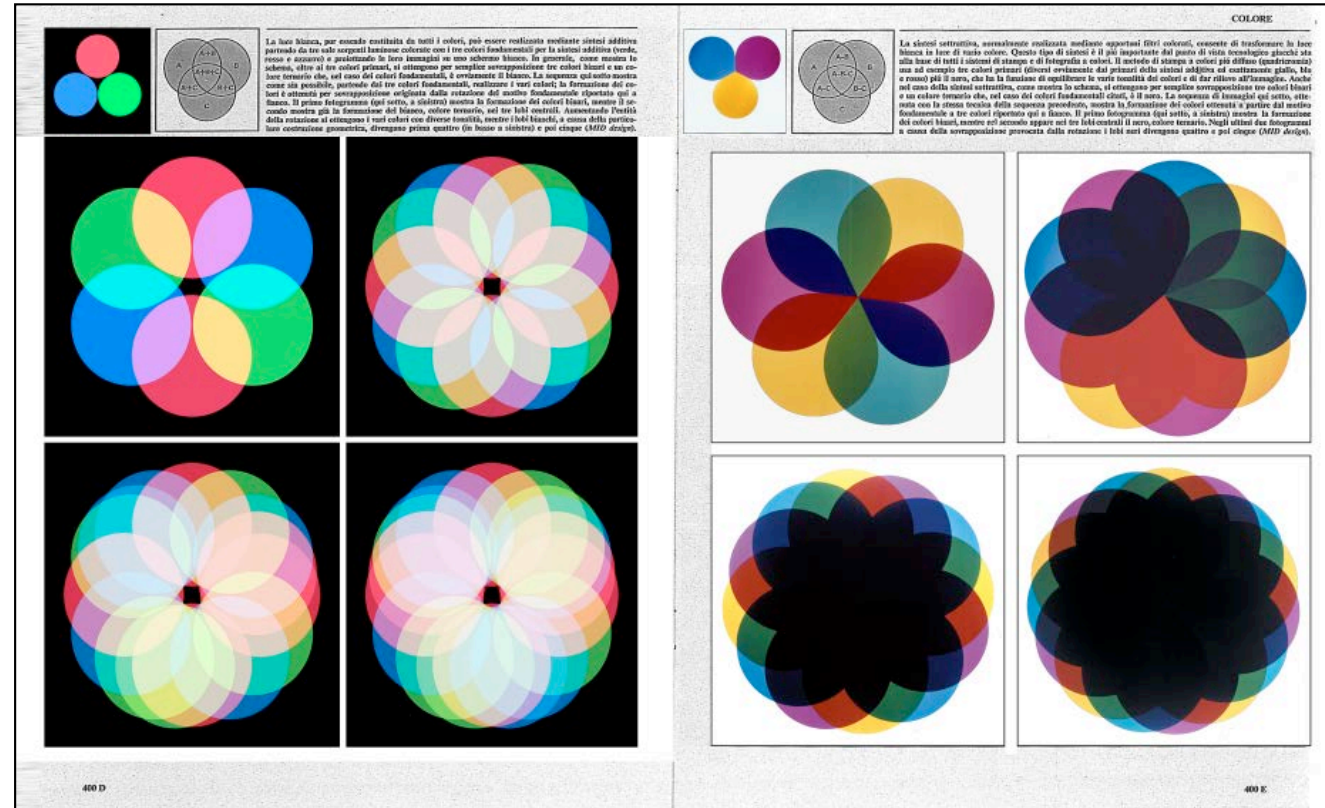 COLORE
A+B
A
B
A+B+C
A+C
B+C
C
La luce bianca, pur essendo costituita da tutti i colori, può essere realizzata mediante sintesi additiva
partendo da tre sole sorgenti luminose colorate con i tre colori fondamentali per la sintesi additiva (verde,
rosso e azzurro) e proiettando le loro immagini su uno schermo bianco. In generale, come mostra lo
schema, oltre ai tre colori primari, si ottengono per semplice sovrapposizione tre colori binari e un co-
lore ternario che, nel caso dei colori fondamentali, è ovviamente il bianco. La sequenza qui sotto mostra
come sia possibile, partendo dai tre colori fondamentali, realizzare i vari colori; la formazione dei co-
lori è ottenuta per sovrapposizione originata dalla rotazione del motivo fondamentale riportato qui a
fianco. Il primo fotogramma (qui sotto, a sinistra) mostra la formazione dei colori binari, mentre il se-
condo mostra già la formazione del bianco, colore ternario, nei tre lobi centrali. Aumentando l'entità
della rotazione si ottengono i vari colori con diverse tonalità, mentre i lobi bianchi, a causa della partico-
lare costruzione geometrica, divengono prima quattro (in basso a sinistra) e poi cinque (MID design).
A-B
A
B
A-B-C
A-C
B-C
C
La sintesi sottrattiva, normalmente realizzata mediante opportuni filtri colorati, consente di trasformare la luce
bianca in luce di vario colore. Questo tipo di sintesi è il più importante dal punto di vista tecnologico giacché sta
alla base di tutti i sistemi di stampa e di fotografia a colori. Il metodo di stampa a colori più diffuso (quadricromia)
usa ad esempio tre colori primari (diversi ovviamente dai primari della sintesi additiva ed esattamente giallo, blu
e rosso) più il nero, che ha la funzione di equilibrare le varie tonalità dei colori e di dar rilievo all'immagine. Anche
nel caso della sintesi sottrattiva, come mostra lo schema, si ottengono per semplice sovrapposizione tre colori binari
e un colore ternario che, nel caso dei colori fondamentali citati, è il nero. La sequenza di immagini qui sotto, otte-
nuta con la stessa tecnica della sequenza precedente, mostra la formazione dei colori ottenuta a partire dal motivo
fondamentale a tre colori riportato qui a fianco. Il primo fotogramma (qui sotto, a sinistra) mostra la formazione
dei colori binari, mentre nel secondo appare nei tre lobi centrali il nero, colore ternario. Negli ultimi due fotogrammi
a causa della sovrapposizione provocata dalla rotazione i lobi neri divengono quattro e poi cinque (MID design).
400 D
400 E